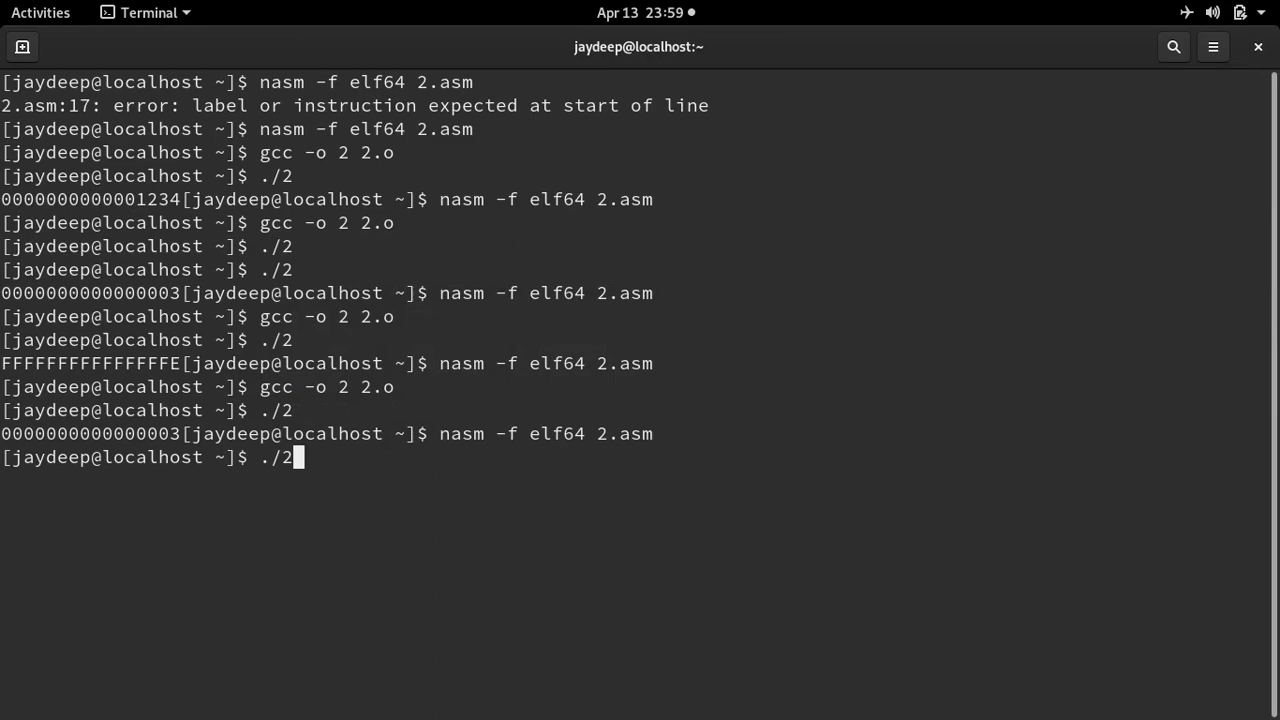 Activities Terminal Apr 13 23:59
jaydeep@localhost:~
[jaydeep@localhost ~]$ nasm -f elf64 2.asm
2.asm:17: error: label or instruction expected at start of line
[jaydeep@localhost ~]$ nasm -f elf64 2.asm
[jaydeep@localhost ~]$ gcc -o 2 2.o
[jaydeep@localhost ~]$ ./2
0000000000001234[jaydeep@localhost ~]$ nasm -f elf64 2.asm
[jaydeep@localhost ~]$ gcc -o 2 2.o
[jaydeep@localhost ~]$ ./2
[jaydeep@localhost ~]$ ./2
0000000000000003[jaydeep@localhost ~]$ nasm -f elf64 2.asm
[jaydeep@localhost ~]$ gcc -o 2 2.o
[jaydeep@localhost ~]$ ./2
FFFFFFFFFFFFFFFE[jaydeep@localhost ~]$ nasm -f elf64 2.asm
[jaydeep@localhost ~]$ gcc -o 2 2.o
[jaydeep@localhost ~]$ ./2
0000000000000003[jaydeep@localhost ~]$ nasm -f elf64 2.asm
[jaydeep@localhost ~]$ ./2